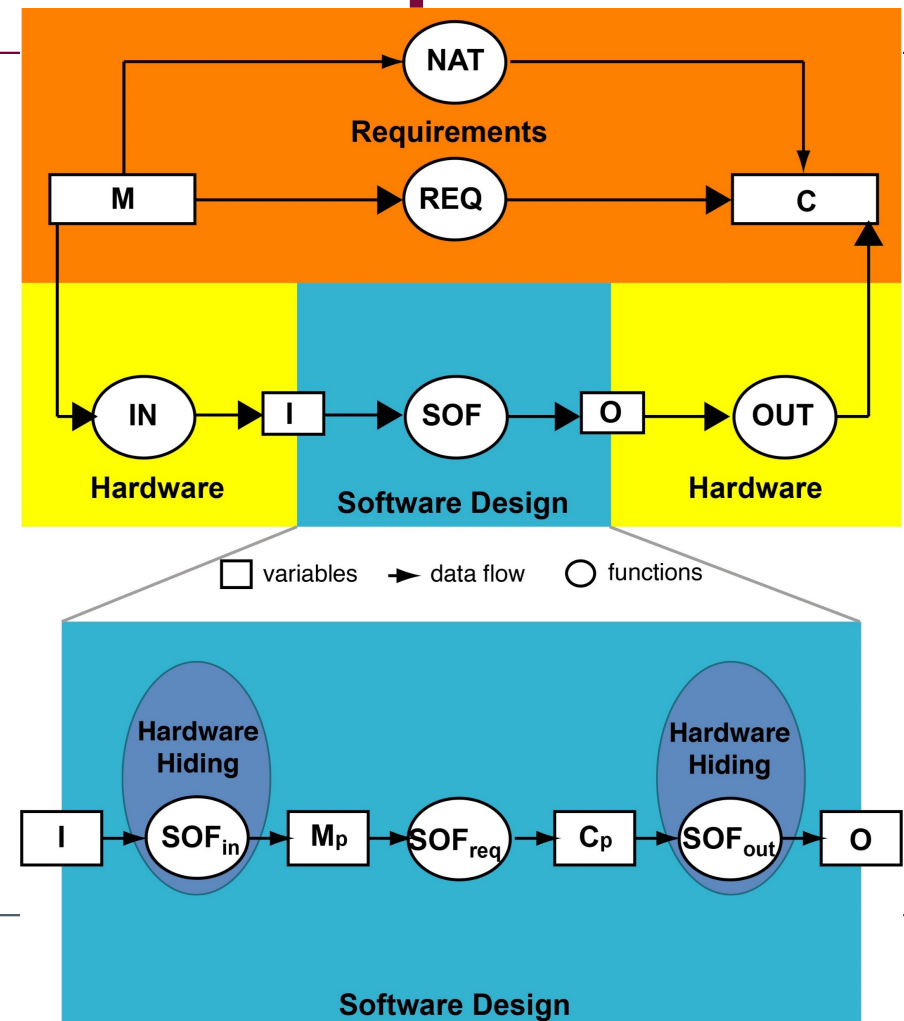 NAT
Requirements
M
REQ
C
IN
I
SOF
O
OUT
Hardware
Software Design
Hardware
variables
data flow
functions
Hardware
Hiding
Hardware
Hiding
I
SOFin
Mp
SOFreq
Cp
SOFout
O
Software Design